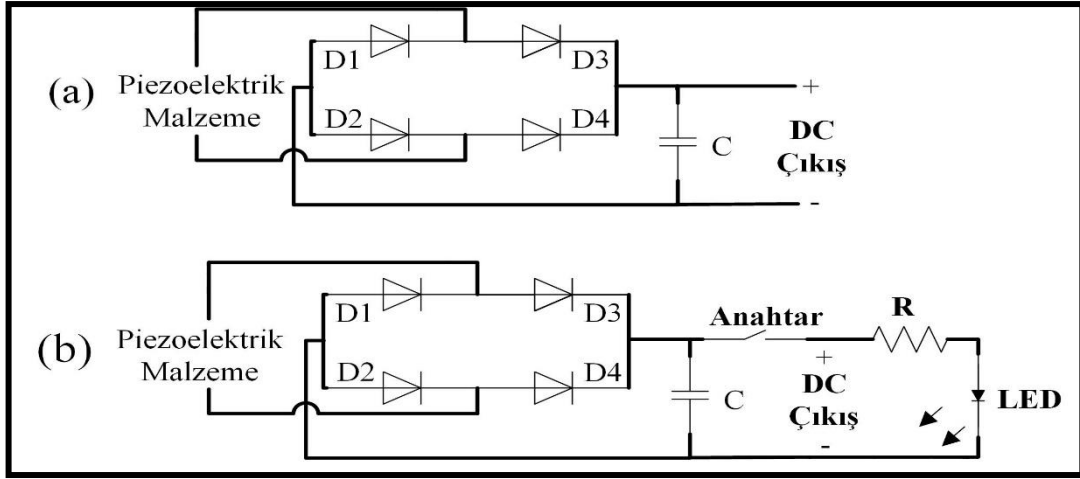 (a)
Piezoelektrik
Malzeme
D1
D3
D2
D4
C
+
DC
Çıkış
-
(b)
Piezoelektrik
Malzeme
D1
D3
D2
D4
C
Anahtar
R
+
DC
Çıkış
-
LED